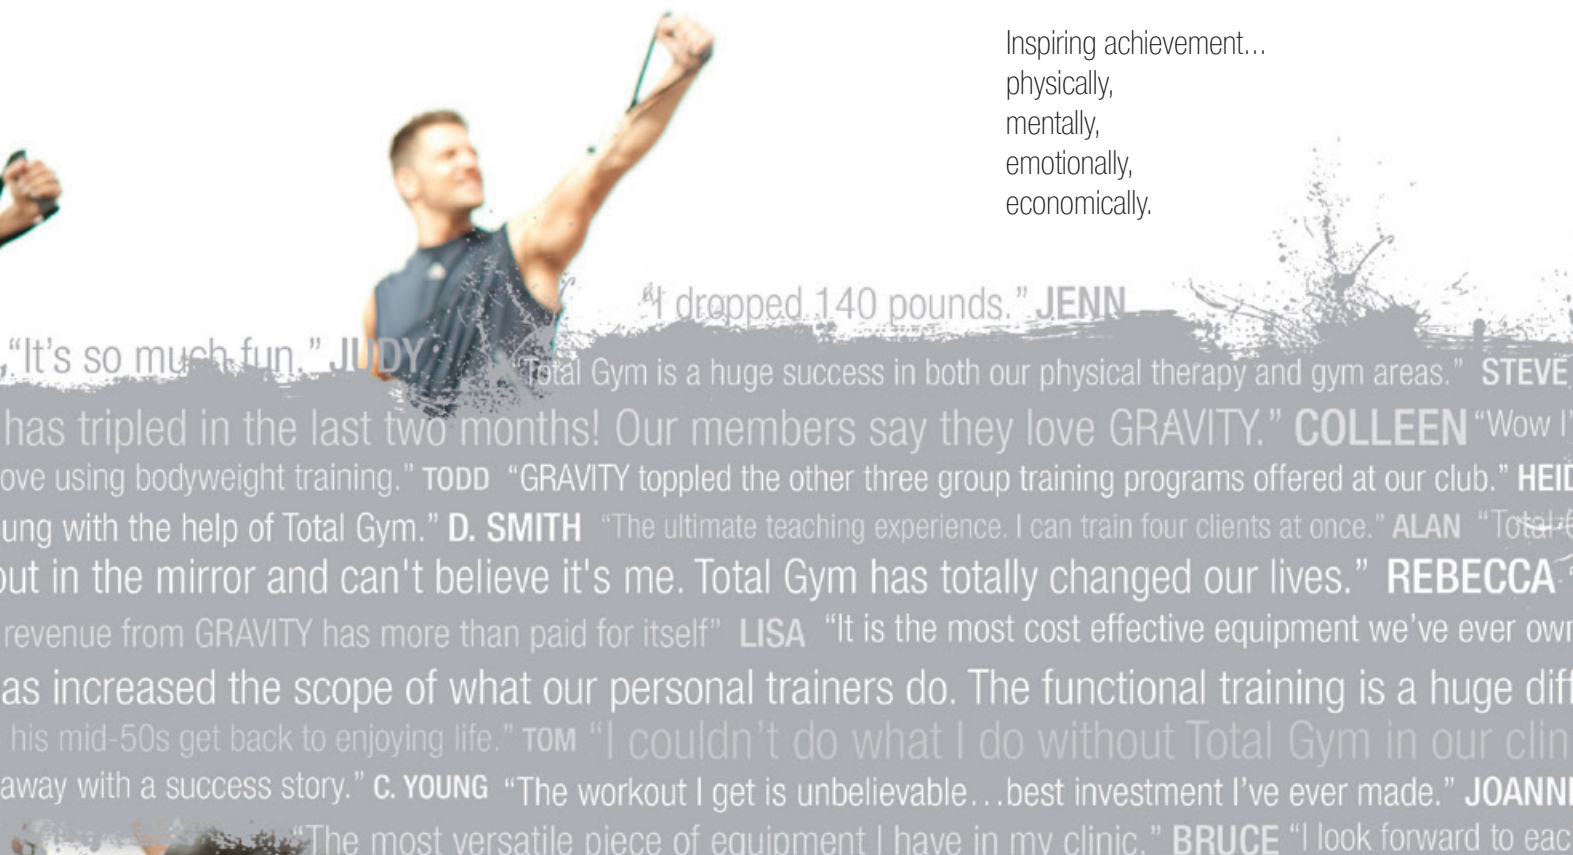 Inspiring achievement…
physically,
mentally,
emotionally,
economically.
“I dropped 140 pounds.” JENN
“It’s so much fun.” JUDY
Total Gym is a huge success in both our physical therapy and gym areas.” STEVE
has tripled in the last two months! Our members say they love GRAVITY.” COLLEEN “Wow I’
ove using bodyweight training.” TODD “GRAVITY toppled the other three group training programs offered at our club.” HEID
ung with the help of Total Gym.” D. SMITH “The ultimate teaching experience. I can train four clients at once.” ALAN “Total
out in the mirror and can't believe it's me. Total Gym has totally changed our lives.” REBECCA
revenue from GRAVITY has more than paid for itself” LISA “It is the most cost effective equipment we’ve ever own
as increased the scope of what our personal trainers do. The functional training is a huge diff
his mid-50s get back to enjoying life.” TOM “I couldn’t do what I do without Total Gym in our clin
away with a success story.” C. YOUNG “The workout I get is unbelievable…best investment I’ve ever made.” JOANN
“The most versatile piece of equipment I have in my clinic.” BRUCE “I look forward to eac